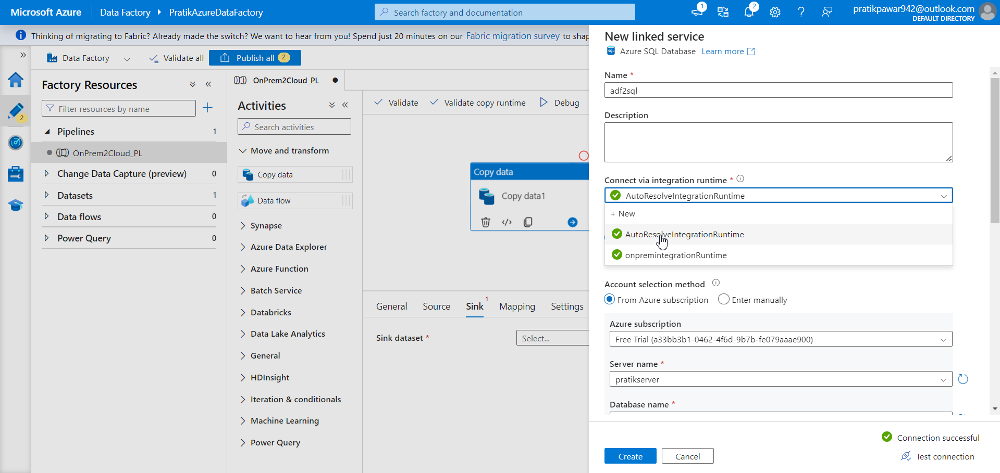 Microsoft Azure
Data Factory
PratikAzureDataFactory
Search factory and documentation
1
2
pratikpawar942@outlook.com
DEFAULT DIRECTORY
Thinking of migrating to Fabric? Already made the switch? We want to hear from you! Spend just 20 minutes on our Fabric migration survey to shap
Data Factory
Validate all
Publish all 2
Factory Resources
Filter resources by name
2
Pipelines 1
OnPrem2Cloud_PL
Change Data Capture (preview) 0
Datasets 1
Data flows 0
Power Query 0
OnPrem2Cloud_PL
Activities
Search activities
Move and transform
Copy data
Data flow
Synapse
Azure Data Explorer
Azure Function
Batch Service
Databricks
Data Lake Analytics
General
HDInsight
Iteration & conditionals
Machine Learning
Power Query
Validate
Validate copy runtime
Debug
Copy data
Copy data1
General
Source
Sink 1
Mapping
Settings
Sink dataset *
Select...
New linked service
SQL
Azure SQL Database Learn more
Name *
adf2sql
Description
Connect via integration runtime *
AutoResolveIntegrationRuntime
+ New
AutoResolveIntegrationRuntime
onpremintegrationRuntime
Account selection method
From Azure subscription
Enter manually
Azure subscription
Free Trial (a33bb3b1-0462-4f6d-9b7b-fe079aaae900)
Server name *
pratikserver
Database name *
Connection successful
Create
Cancel
Test connection